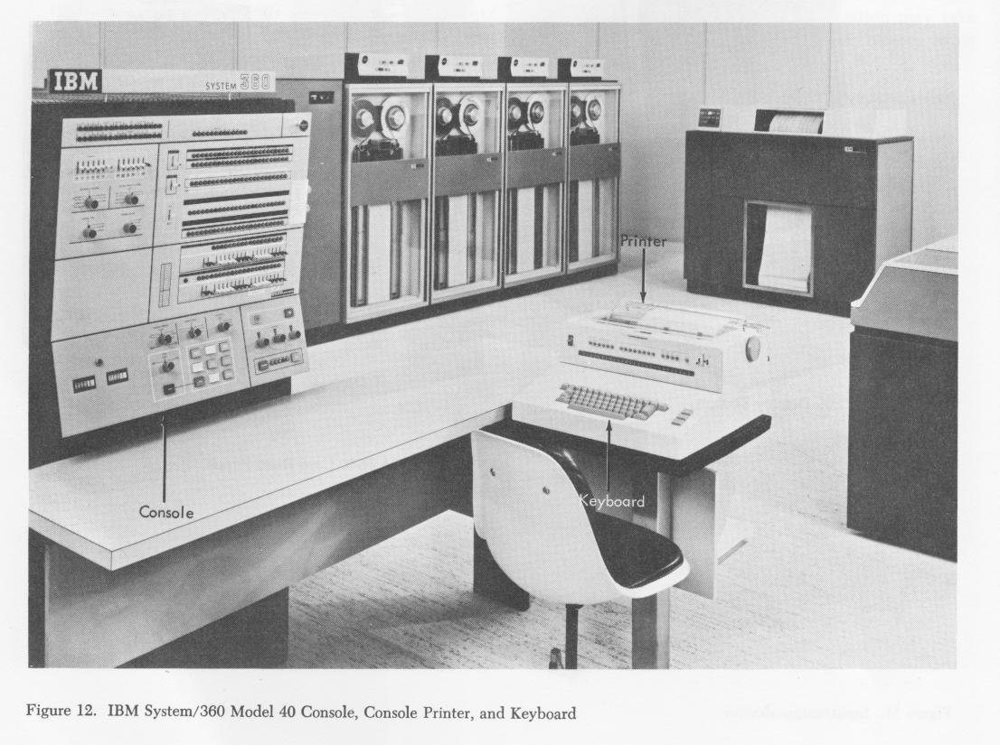 IBM
SYSTEM 360
Printer
Keyboard
Console
Figure 12. IBM System/360 Model 40 Console, Console Printer, and Keyboard